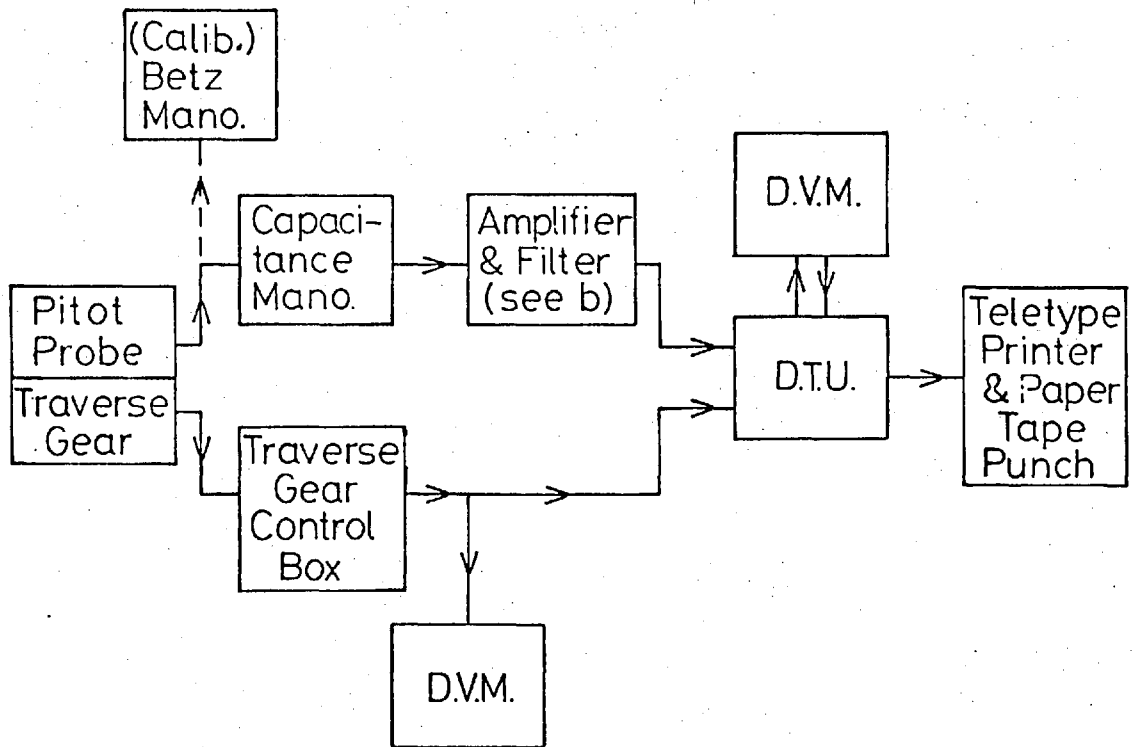 (Calib.)
Betz
Mano.
Capaci-
tance
Mano.
Amplifier
& Filter
(see b)
D.V.M.
Pitot
Probe
Traverse
Gear
Traverse
Gear
Control
Box
D.T.U.
Teletype
Printer
& Paper
Tape
Punch
D.V.M.